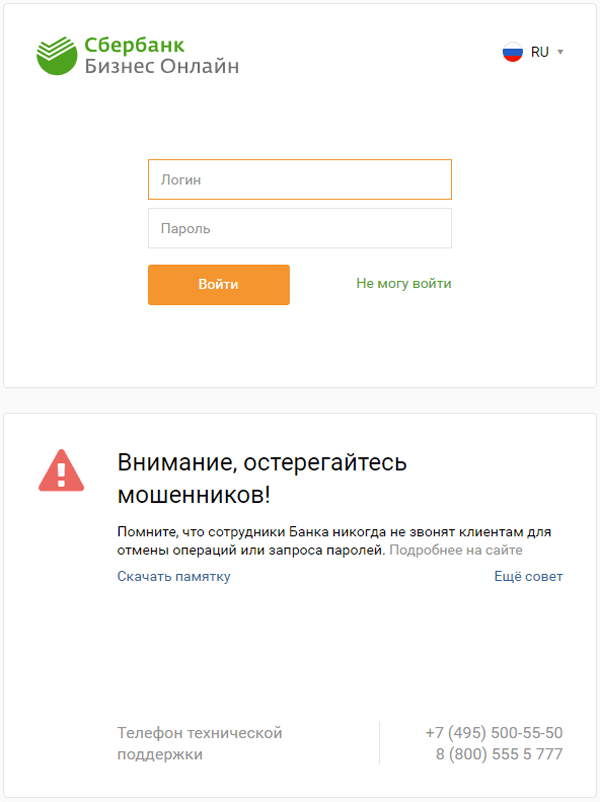 Сбербанк
Бизнес Онлайн
RU
Логин
Пароль
Войти
Не могу войти
Внимание, остерегайтесь
мошенников!
Помните, что сотрудники Банка никогда не звонят клиентам для
отмены операций или запроса паролей. Подробнее на сайте
Скачать памятку
Ещё совет
Телефон технической
поддержки
+7 (495) 500-55-50
8 (800) 555 5 777